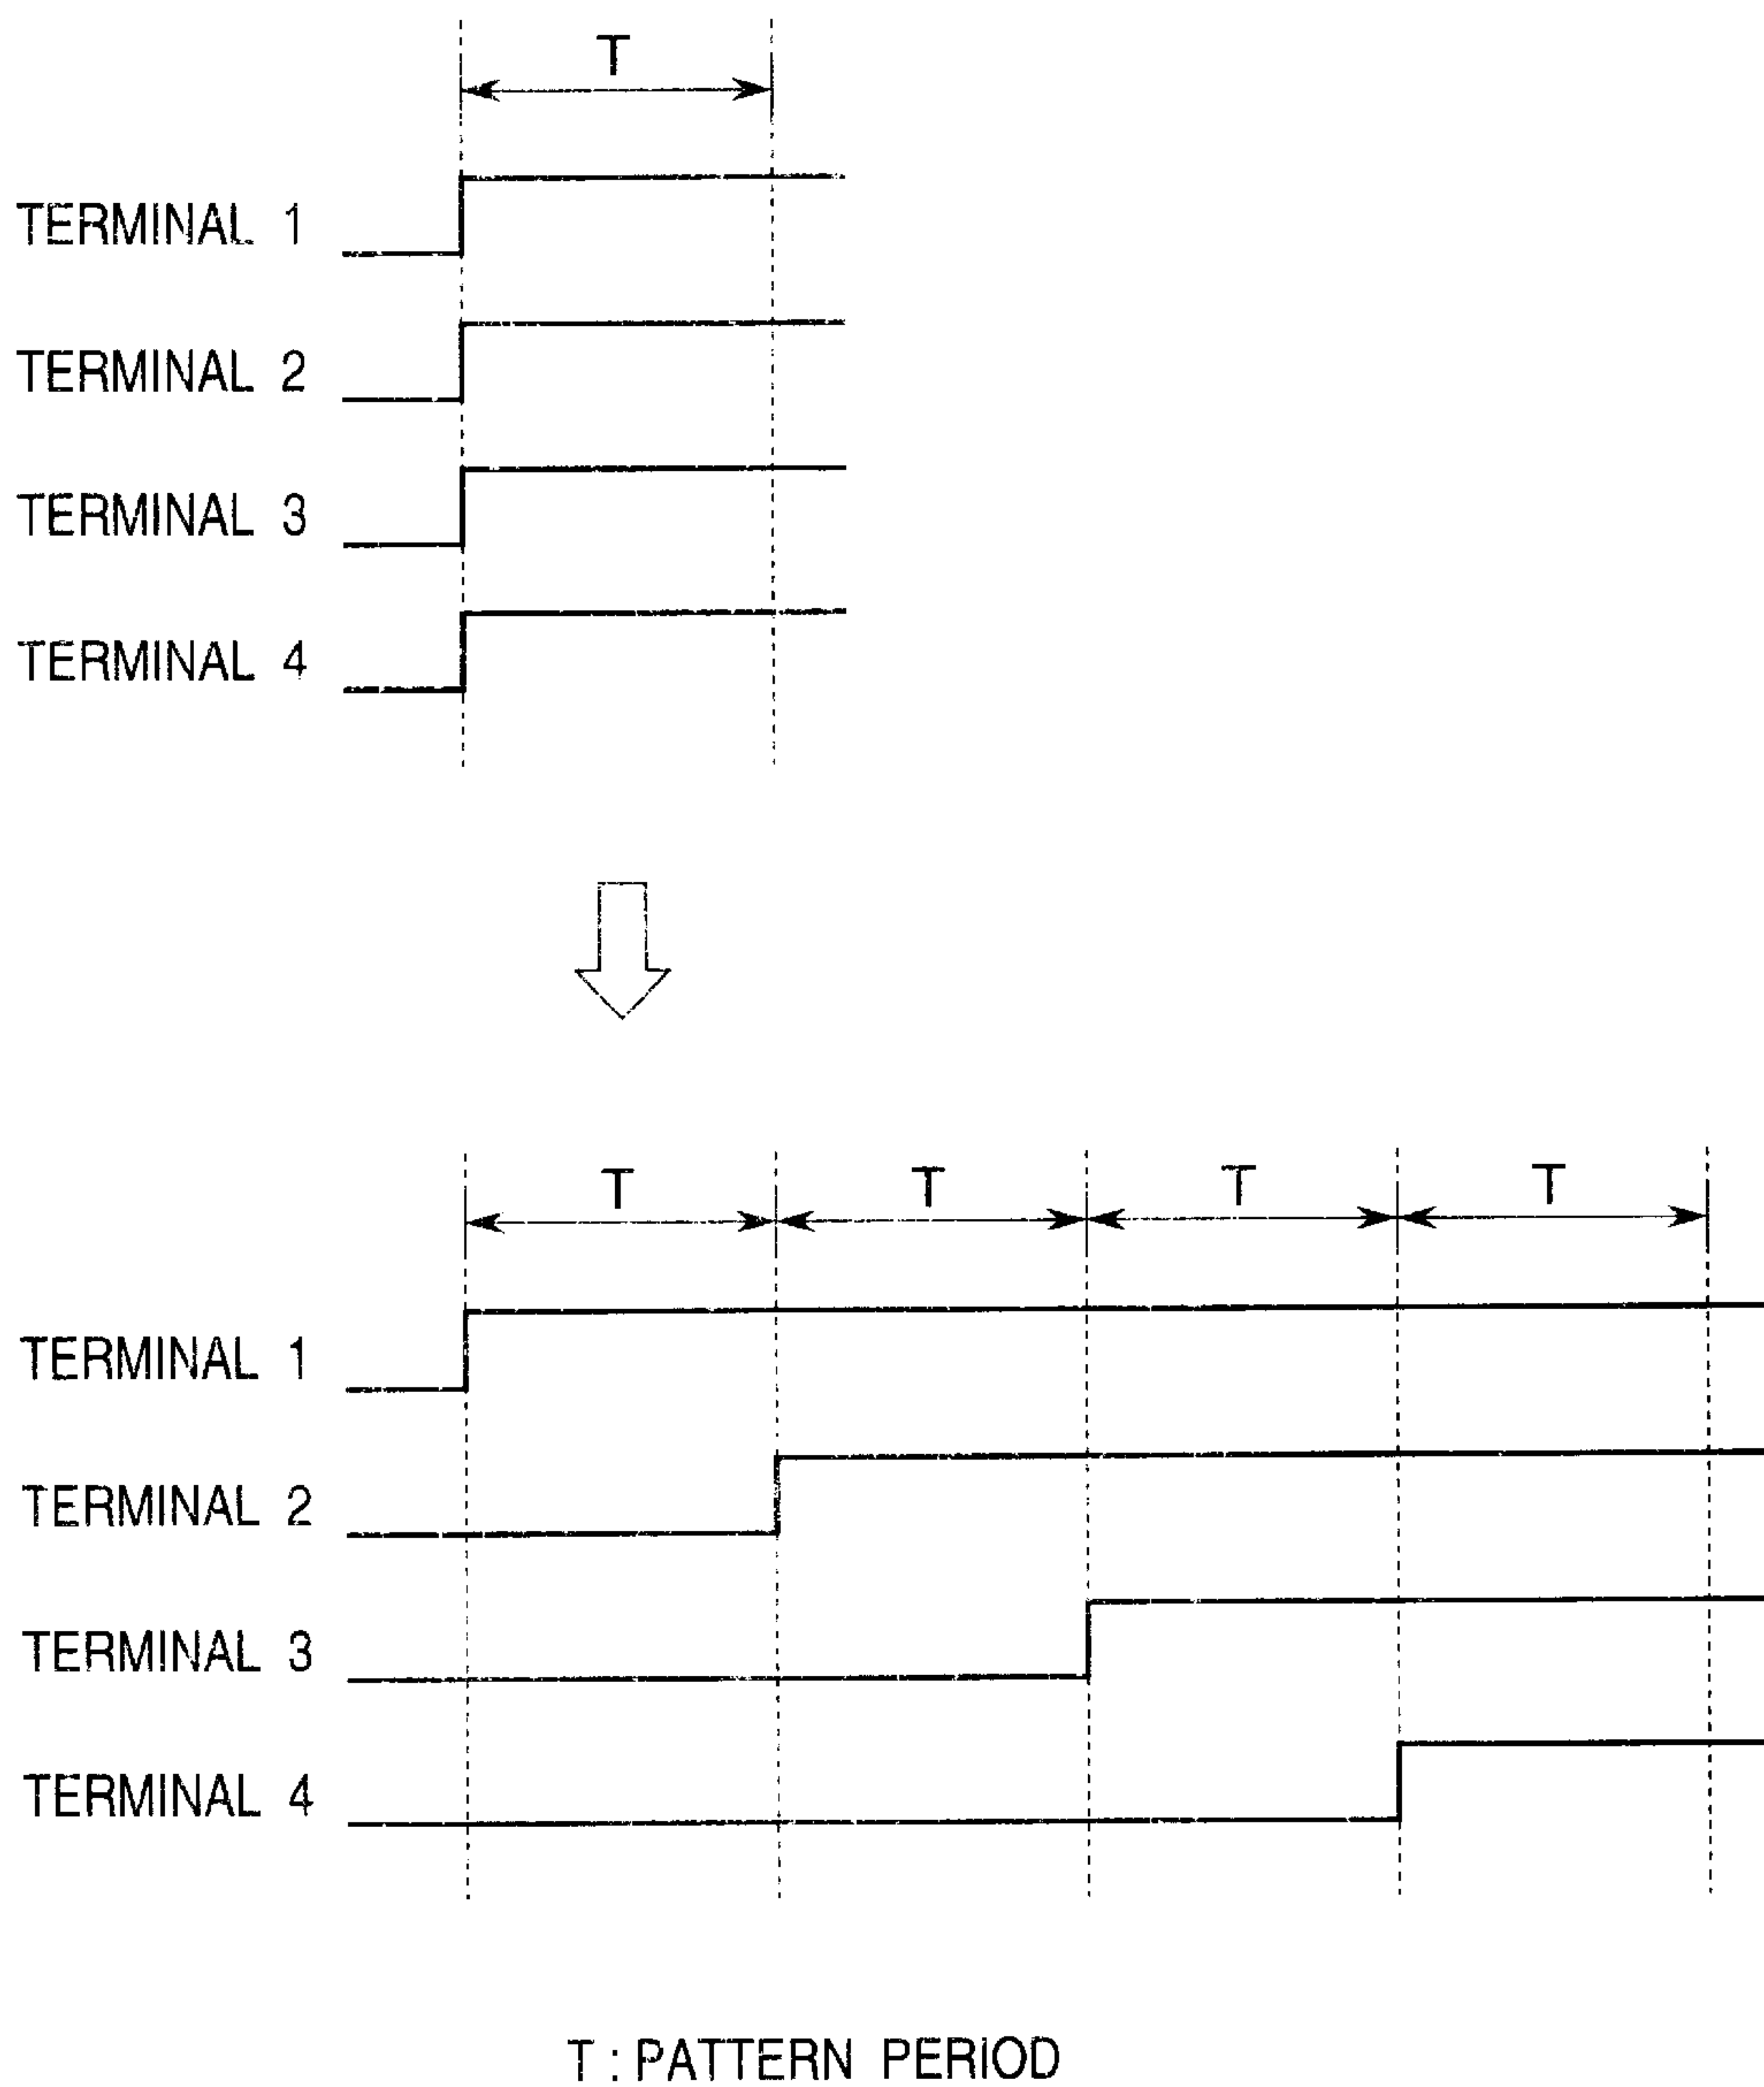 T
TERMINAL 1
TERMINAL 2
TERMINAL 3
TERMINAL 4
T T T T
TERMINAL 1
TERMINAL 2
TERMINAL 3
TERMINAL 4
T : PATTERN PERIOD